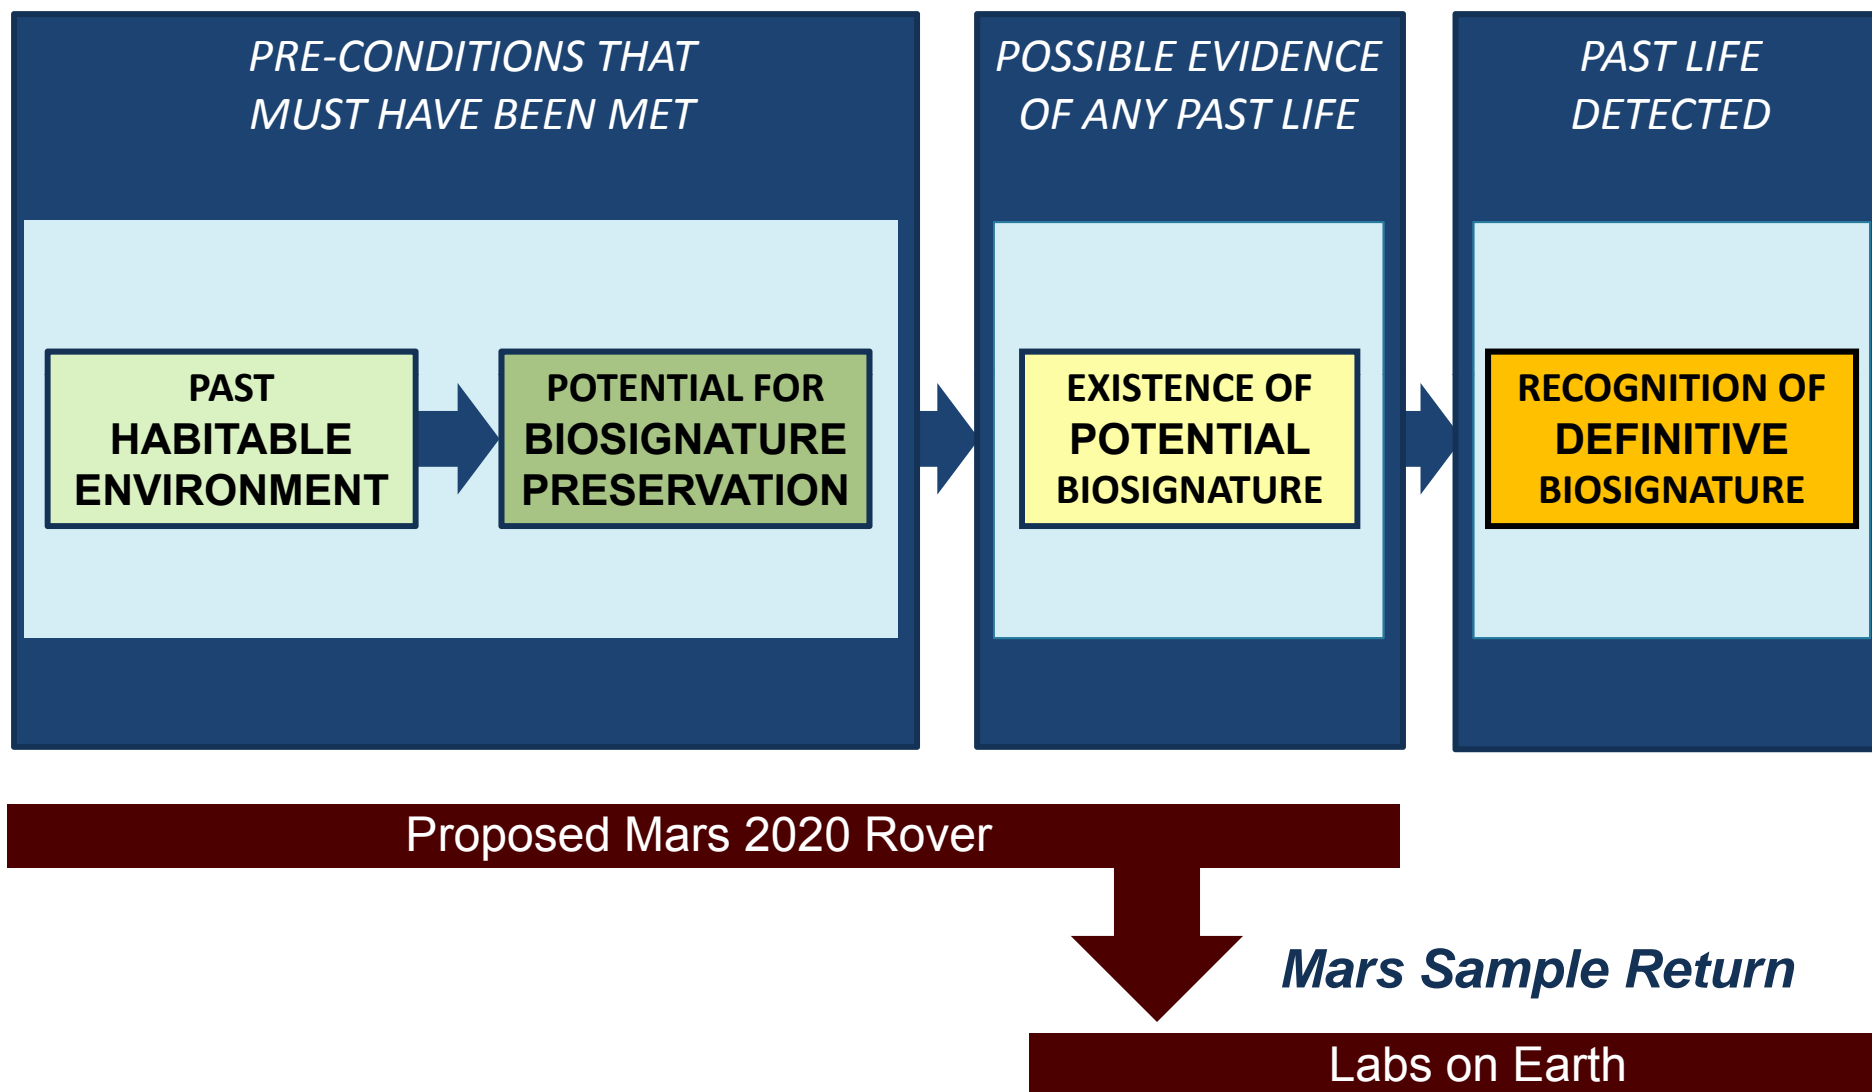 PRE-CONDITIONS THAT
MUST HAVE BEEN MET
POSSIBLE EVIDENCE
OF ANY PAST LIFE
PAST LIFE
DETECTED
PAST
HABITABLE
ENVIRONMENT
POTENTIAL FOR
BIOSIGNATURE
PRESERVATION
EXISTENCE OF
POTENTIAL
BIOSIGNATURE
RECOGNITION OF
DEFINITIVE
BIOSIGNATURE
Proposed Mars 2020 Rover
Mars Sample Return
Labs on Earth